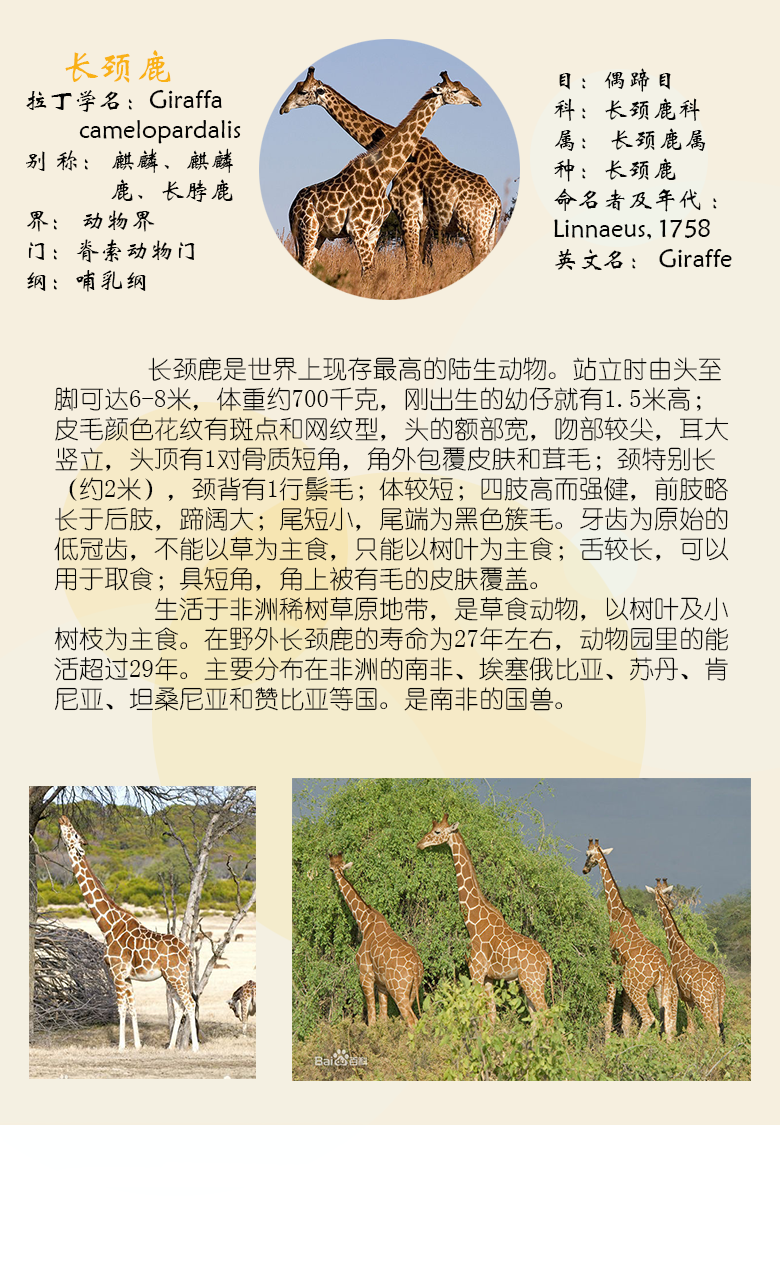 长颈鹿
拉丁学名：Giraffa
camelopardalis
别 称： 麒麟、麒麟
鹿、长脖鹿
界： 动物界
门：脊索动物门
纲：哺乳纲
目：偶蹄目
科：长颈鹿科
属： 长颈鹿属
种：长颈鹿
命名者及年代：
Linnaeus, 1758
英文名： Giraffe
长颈鹿是世界上现存最高的陆生动物。站立时由头至
脚可达6-8米，体重约700千克，刚出生的幼仔就有1.5米高；
皮毛颜色花纹有斑点和网纹型，头的额部宽，吻部较尖，耳大
竖立，头顶有1对骨质短角，角外包覆皮肤和茸毛；颈特别长
（约2米），颈背有1行鬃毛；体较短；四肢高而强健，前肢略
长于后肢，蹄阔大；尾短小，尾端为黑色簇毛。牙齿为原始的
低冠齿，不能以草为主食，只能以树叶为主食；舌较长，可以
用于取食；具短角，角上被有毛的皮肤覆盖。
生活于非洲稀树草原地带，是草食动物，以树叶及小
树枝为主食。在野外长颈鹿的寿命为27年左右，动物园里的能
活超过29年。主要分布在非洲的南非、埃塞俄比亚、苏丹、肯
尼亚、坦桑尼亚和赞比亚等国。是南非的国兽。
Bai百科